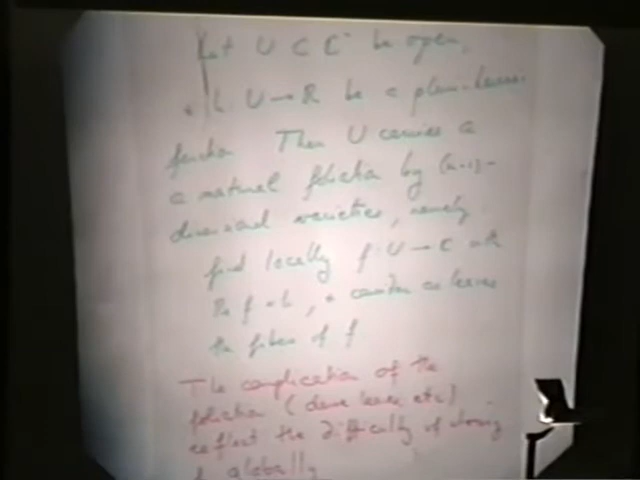 Let U ⊂ ℂⁿ be open,
h U → ℝ be a pluri-harmonic
function Then U carries a
a natural foliation by (n-1)-
dimensional varieties, namely
find locally f U → ℂ with
Re f = h, + consider as leaves
the fibers of f
The complication of the
foliation (dense leaves etc)
reflect the difficulty of
f globally